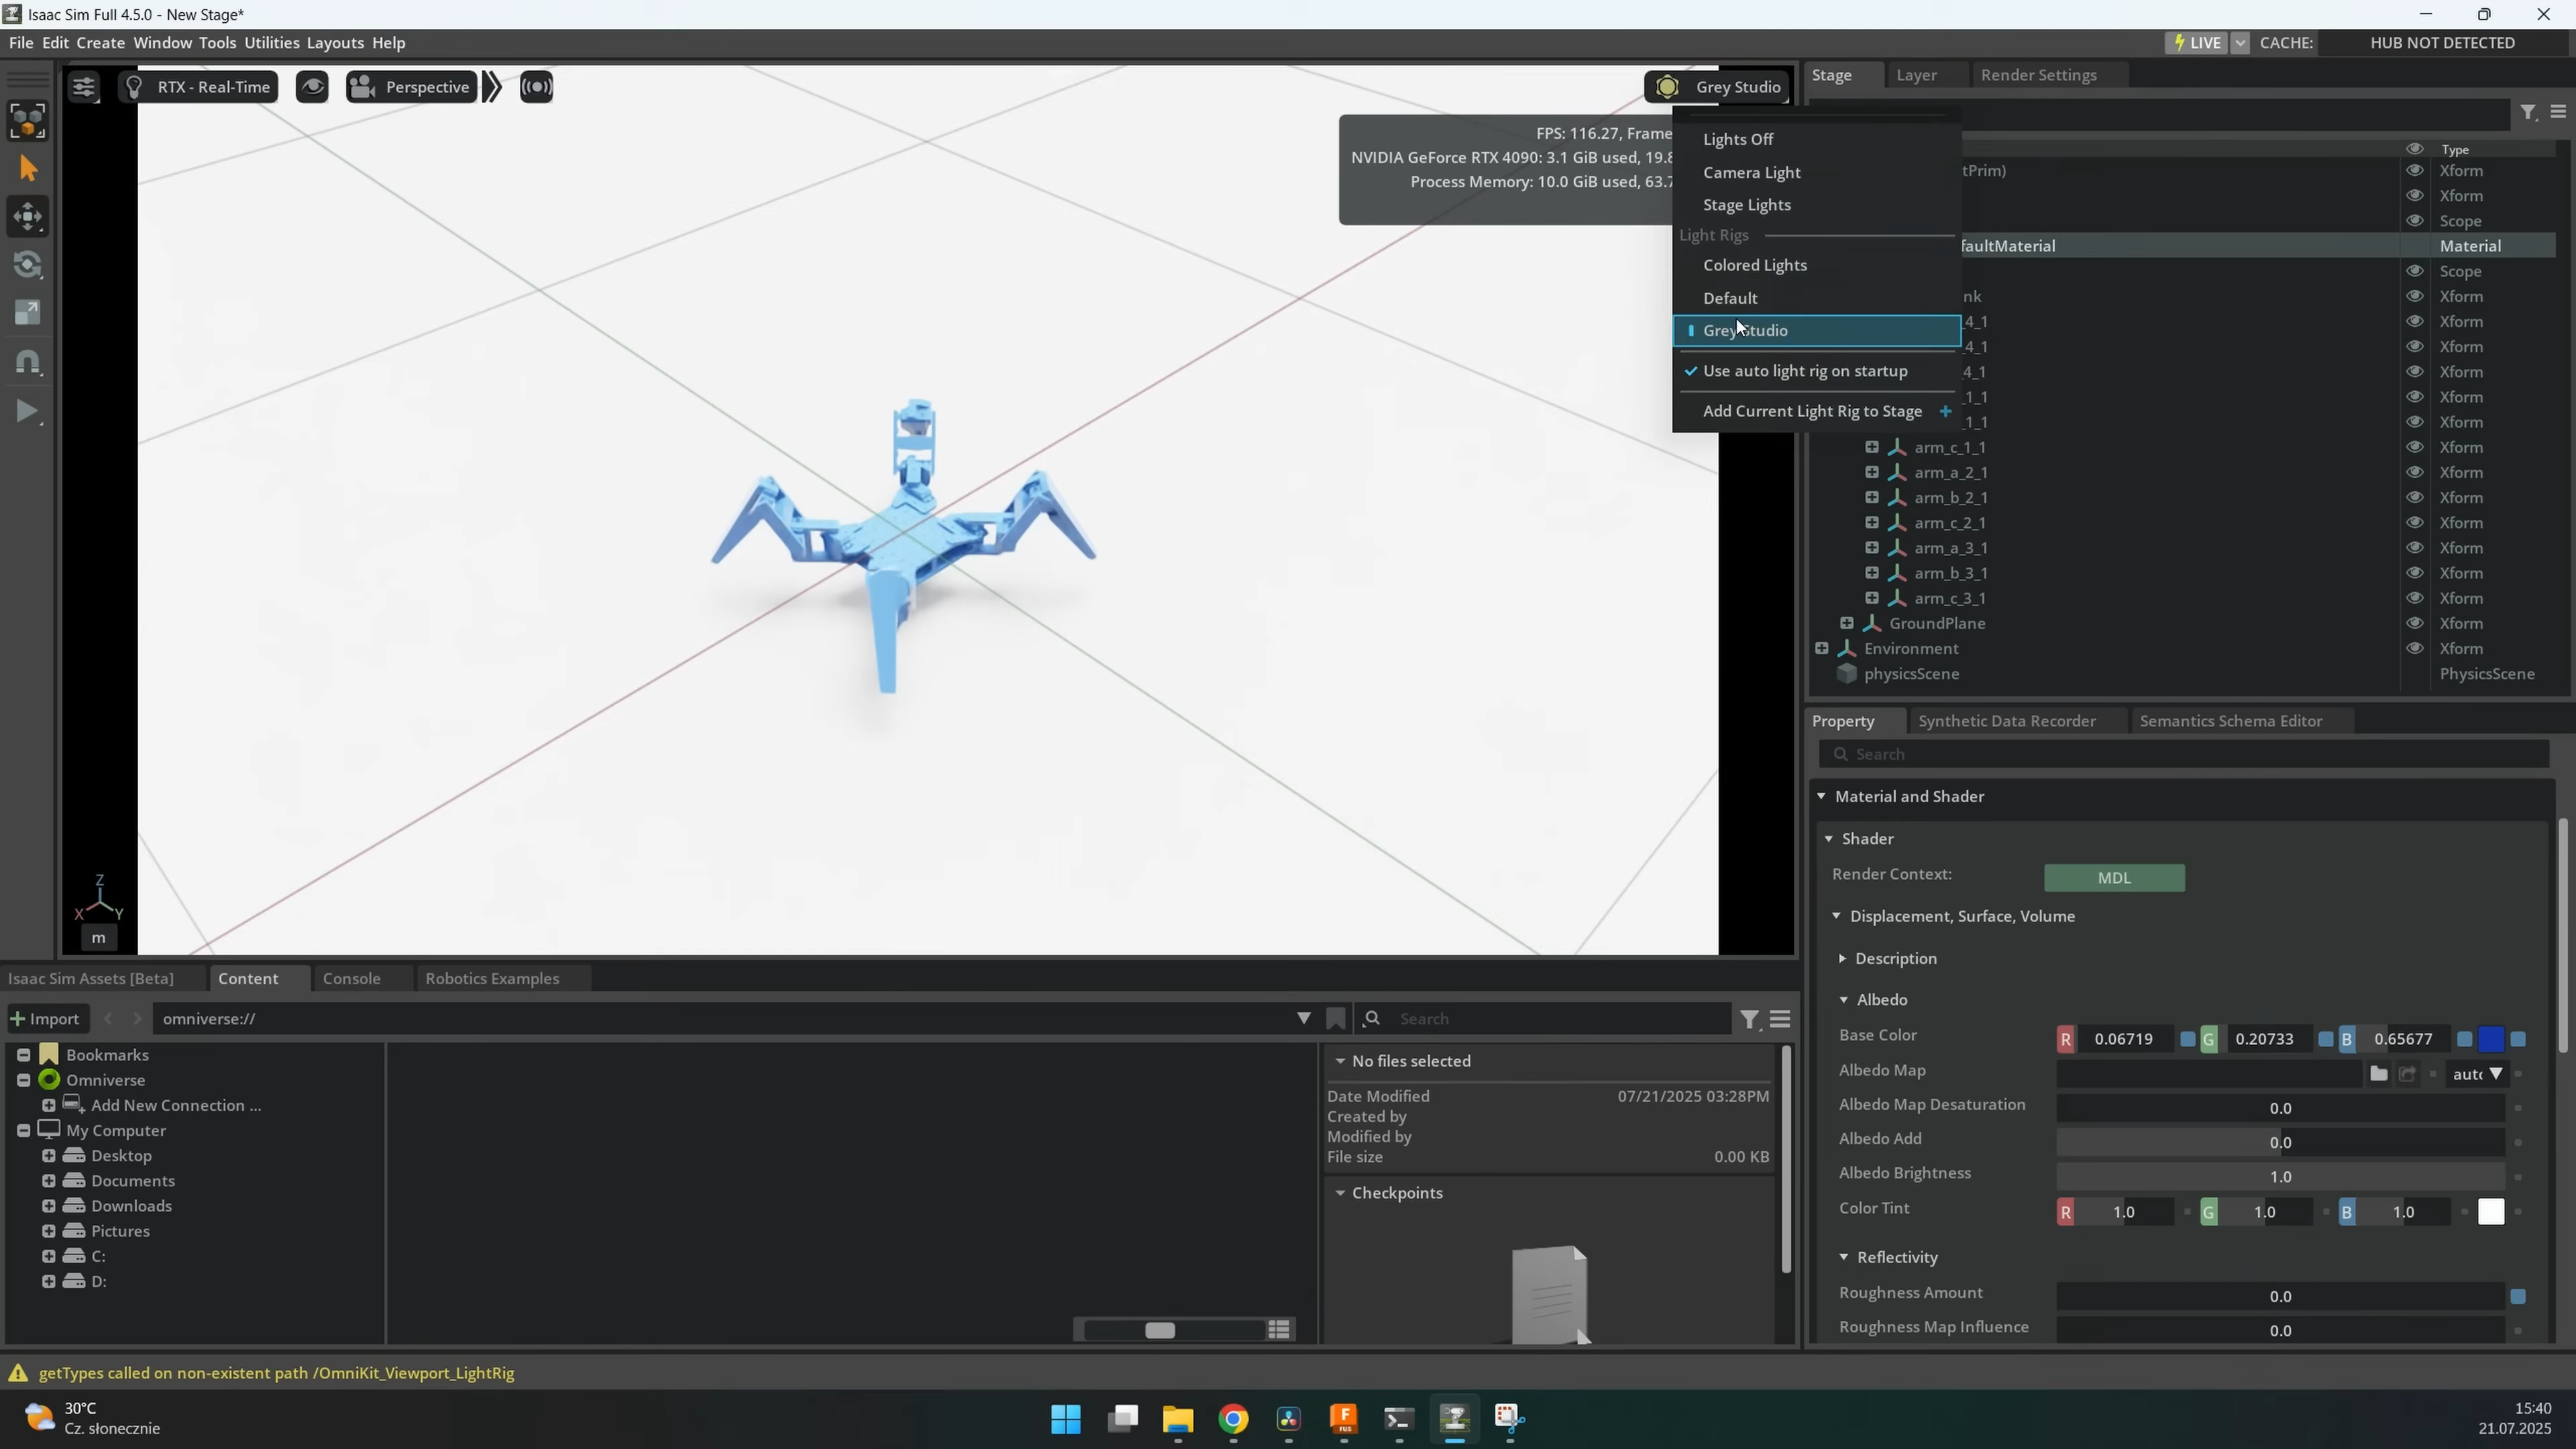 Isaac Sim Full 4.5.0 - New Stage*
File Edit Create Window Tools Utilities Layouts Help
LIVE CACHE: HUB NOT DETECTED
RTX - Real-Time
Perspective
Grey Studio
FPS: 116.27, Frame
NVIDIA GeForce RTX 4090: 3.1 GiB used, 19.8
Process Memory: 10.0 GiB used, 63.7
Lights Off
Camera Light
Stage Lights
Light Rigs
Colored Lights
Default
Grey Studio
Use auto light rig on startup
Add Current Light Rig to Stage +
Stage Layer Render Settings
Type
tPrim) Xform
Xform
Scope
faultMaterial Material
Scope
nk Xform
_4_1 Xform
_4_1 Xform
_4_1 Xform
_1_1 Xform
_1_1 Xform
arm_c_1_1 Xform
arm_a_2_1 Xform
arm_b_2_1 Xform
arm_c_2_1 Xform
arm_a_3_1 Xform
arm_b_3_1 Xform
arm_c_3_1 Xform
GroundPlane Xform
Environment Xform
physicsScene PhysicsScene
Z
X Y
m
Property Synthetic Data Recorder Semantics Schema Editor
Search
Material and Shader
Shader
Render Context: MDL
Displacement, Surface, Volume
Description
Albedo
Base Color R 0.06719 G 0.20733 B 0.65677
Albedo Map auto
Albedo Map Desaturation 0.0
Albedo Add 0.0
Albedo Brightness 1.0
Color Tint R 1.0 G 1.0 B 1.0
Reflectivity
Roughness Amount 0.0
Roughness Map Influence 0.0
Isaac Sim Assets [Beta] Content Console Robotics Examples
+ Import omniverse:// Search
Bookmarks
Omniverse
Add New Connection ...
My Computer
Desktop
Documents
Downloads
Pictures
C:
D:
No files selected
Date Modified 07/21/2025 03:28PM
Created by
Modified by
File size 0.00 KB
Checkpoints
getTypes called on non-existent path /OmniKit_Viewport_LightRig
30°C
Cz. słonecznie
F
FUS
15:40
21.07.2025